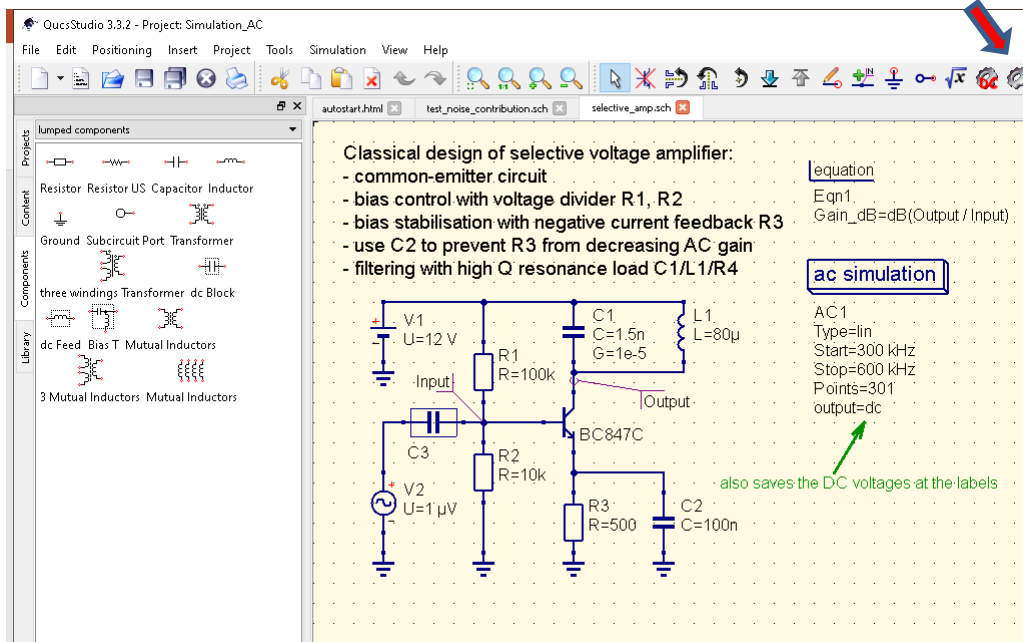 QucsStudio 3.3.2 - Project: Simulation_AC
File Edit Positioning Insert Project Tools Simulation View Help
autostart.html test_noise_contribution.sch selective_amp.sch
Projects
Content
Components
Library
lumped components
Resistor Resistor US Capacitor Inductor
Ground Subcircuit Port Transformer
three windings Transformer dc Block
dc Feed Bias T Mutual Inductors
3 Mutual Inductors Mutual Inductors
Classical design of selective voltage amplifier:
- common-emitter circuit
- bias control with voltage divider R1, R2
- bias stabilisation with negative current feedback R3
- use C2 to prevent R3 from decreasing AC gain
- filtering with high Q resonance load C1/L1/R4
equation
Eqn1
Gain_dB=dB(Output / Input)
ac simulation
AC1
Type=lin
Start=300 kHz
Stop=600 kHz
Points=301
output=dc
also saves the DC voltages at the labels
V1
U=12 V
R1
R=100k
C1
C=1.5n
G=1e-5
L1
L=80µ
Input
Output
C3
BC847C
R2
R=10k
V2
U=1 µV
R3
R=500
C2
C=100n